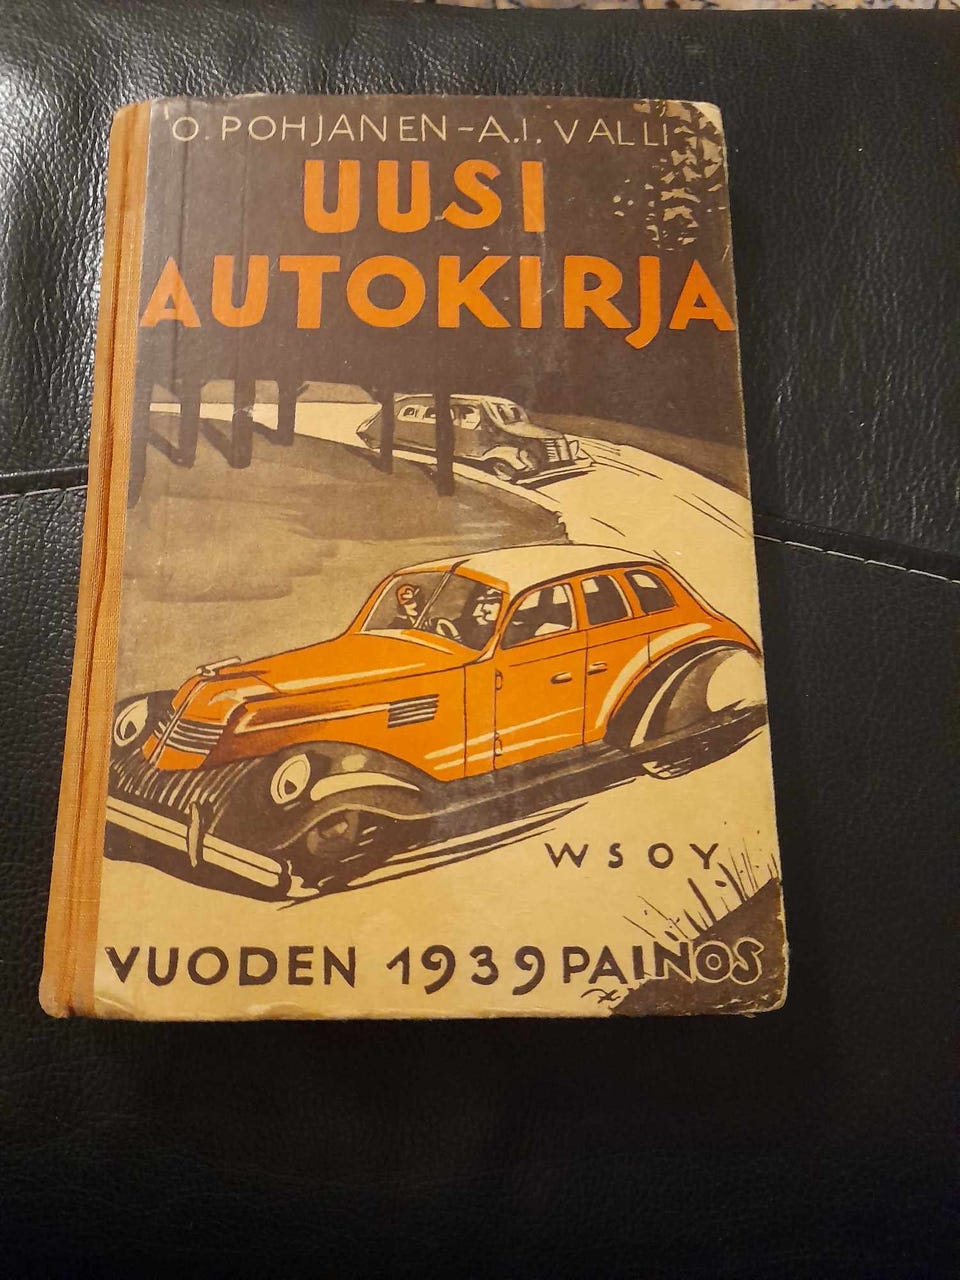 O. POHJANEN - A.I. VALLI
UUSI
AUTOKIRJA
WSOY
VUODEN 1939 PAINOS